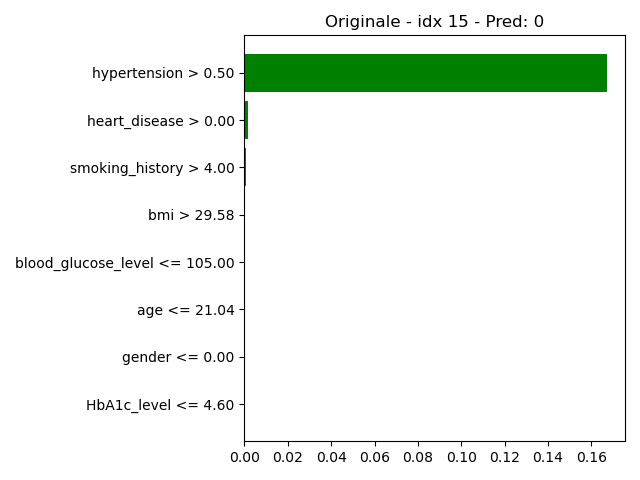 Originale - idx 15 - Pred: 0
hypertension > 0.50
heart_disease > 0.00
smoking_history > 4.00
bmi > 29.58
blood_glucose_level <= 105.00
age <= 21.04
gender <= 0.00
HbA1c_level <= 4.60
0.00 0.02 0.04 0.06 0.08 0.10 0.12 0.14 0.16